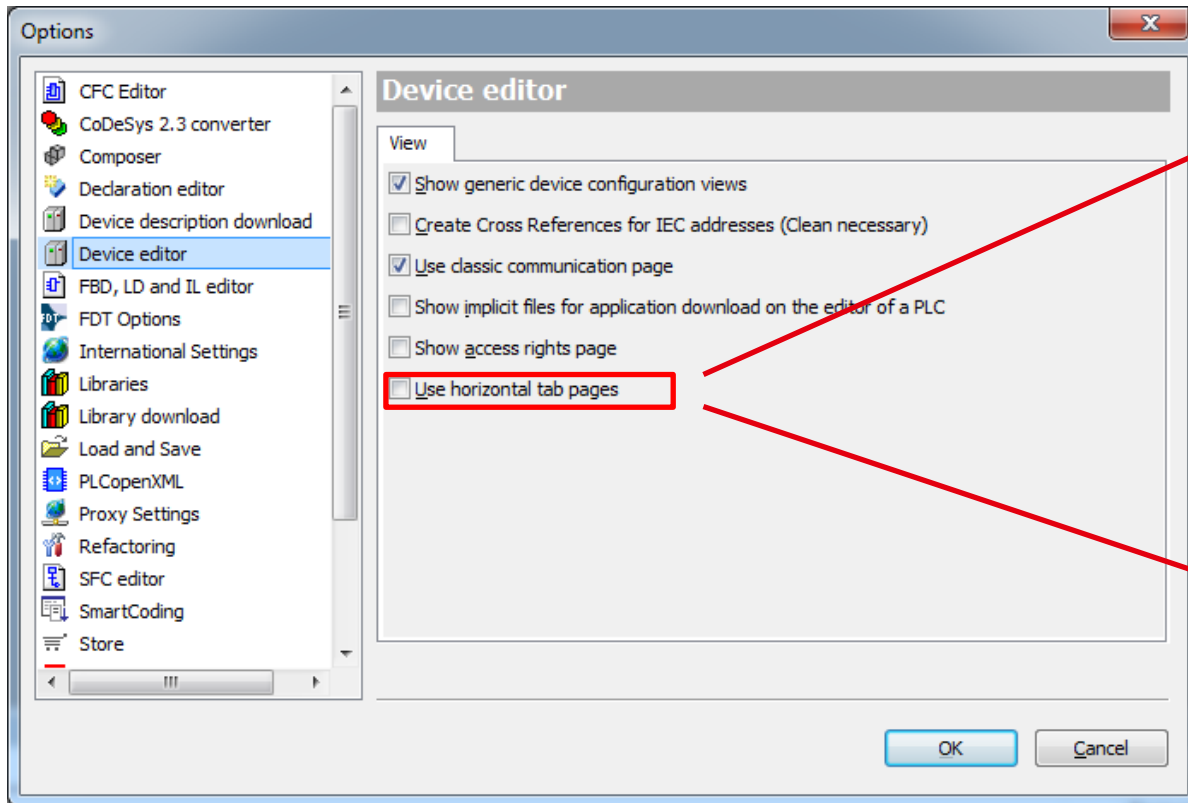 Options
CFC Editor
CoDeSys 2.3 converter
Composer
Declaration editor
Device description download
Device editor
FBD, LD and IL editor
FDT Options
International Settings
Libraries
Library download
Load and Save
PLCopenXML
Proxy Settings
Refactoring
SFC editor
SmartCoding
Store
Device editor
View
Show generic device configuration views
Create Cross References for IEC addresses (Clean necessary)
Use classic communication page
Show implicit files for application download on the editor of a PLC
Show access rights page
Use horizontal tab pages
OK
Cancel